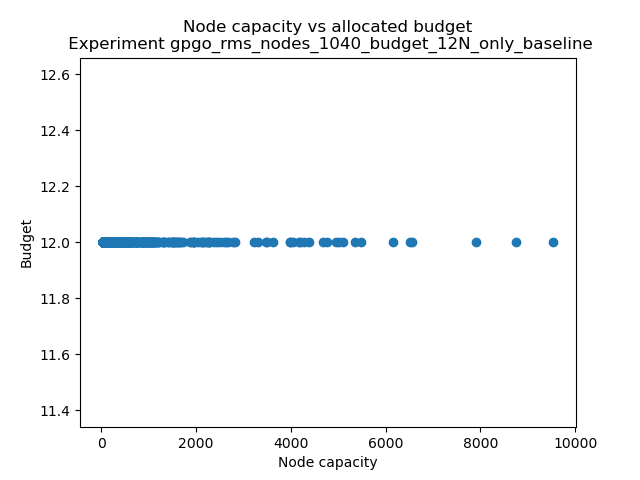 Node capacity vs allocated budget
Experiment gpgo_rms_nodes_1040_budget_12N_only_baseline
12.6
12.4
12.2
12.0
11.8
11.6
11.4
Budget
0 2000 4000 6000 8000 10000
Node capacity